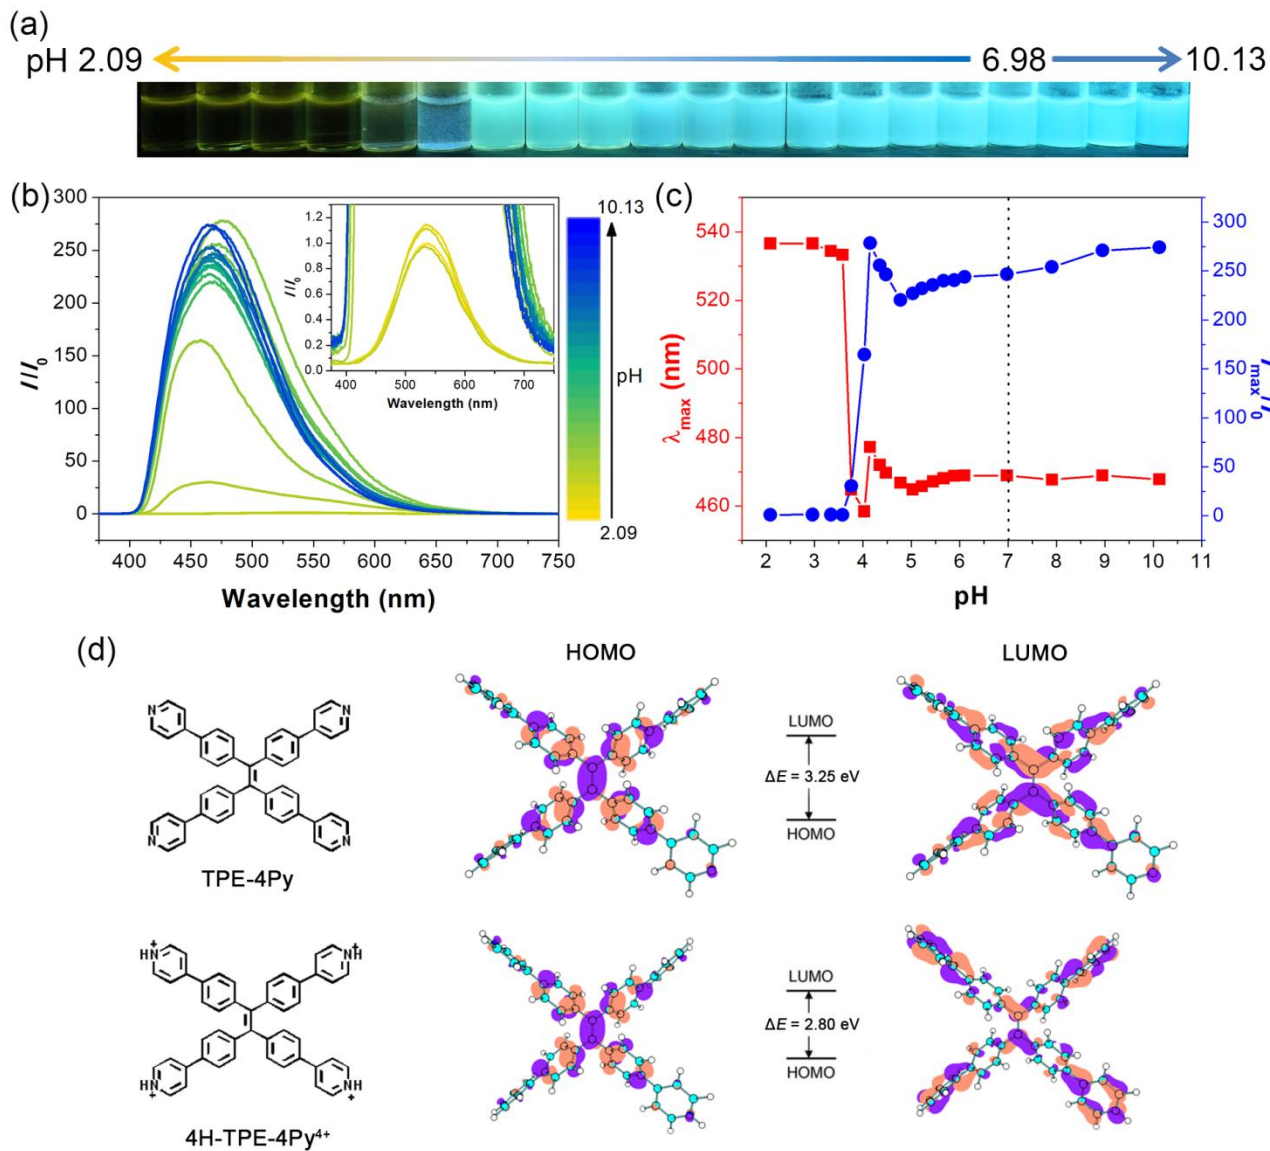 (a)
pH 2.09
6.98
10.13
(b)
300
250
200
150
100
50
0
I/I0
400 450 500 550 600 650 700 750
Wavelength (nm)
1.2
1.0
0.8
0.6
0.4
0.2
0.0
I/I0
400 500 600 700
Wavelength (nm)
10.13
pH
2.09
(c)
540
520
500
480
460
λmax (nm)
300
250
200
150
100
50
0
2 3 4 5 6 7 8 9 10 11
pH
(d)
HOMO
LUMO
N
N
N
N
TPE-4Py
LUMO
ΔE = 3.25 eV
HOMO
HN+
NH+
HN+
NH+
4H-TPE-4Py4+
LUMO
ΔE = 2.80 eV
HOMO